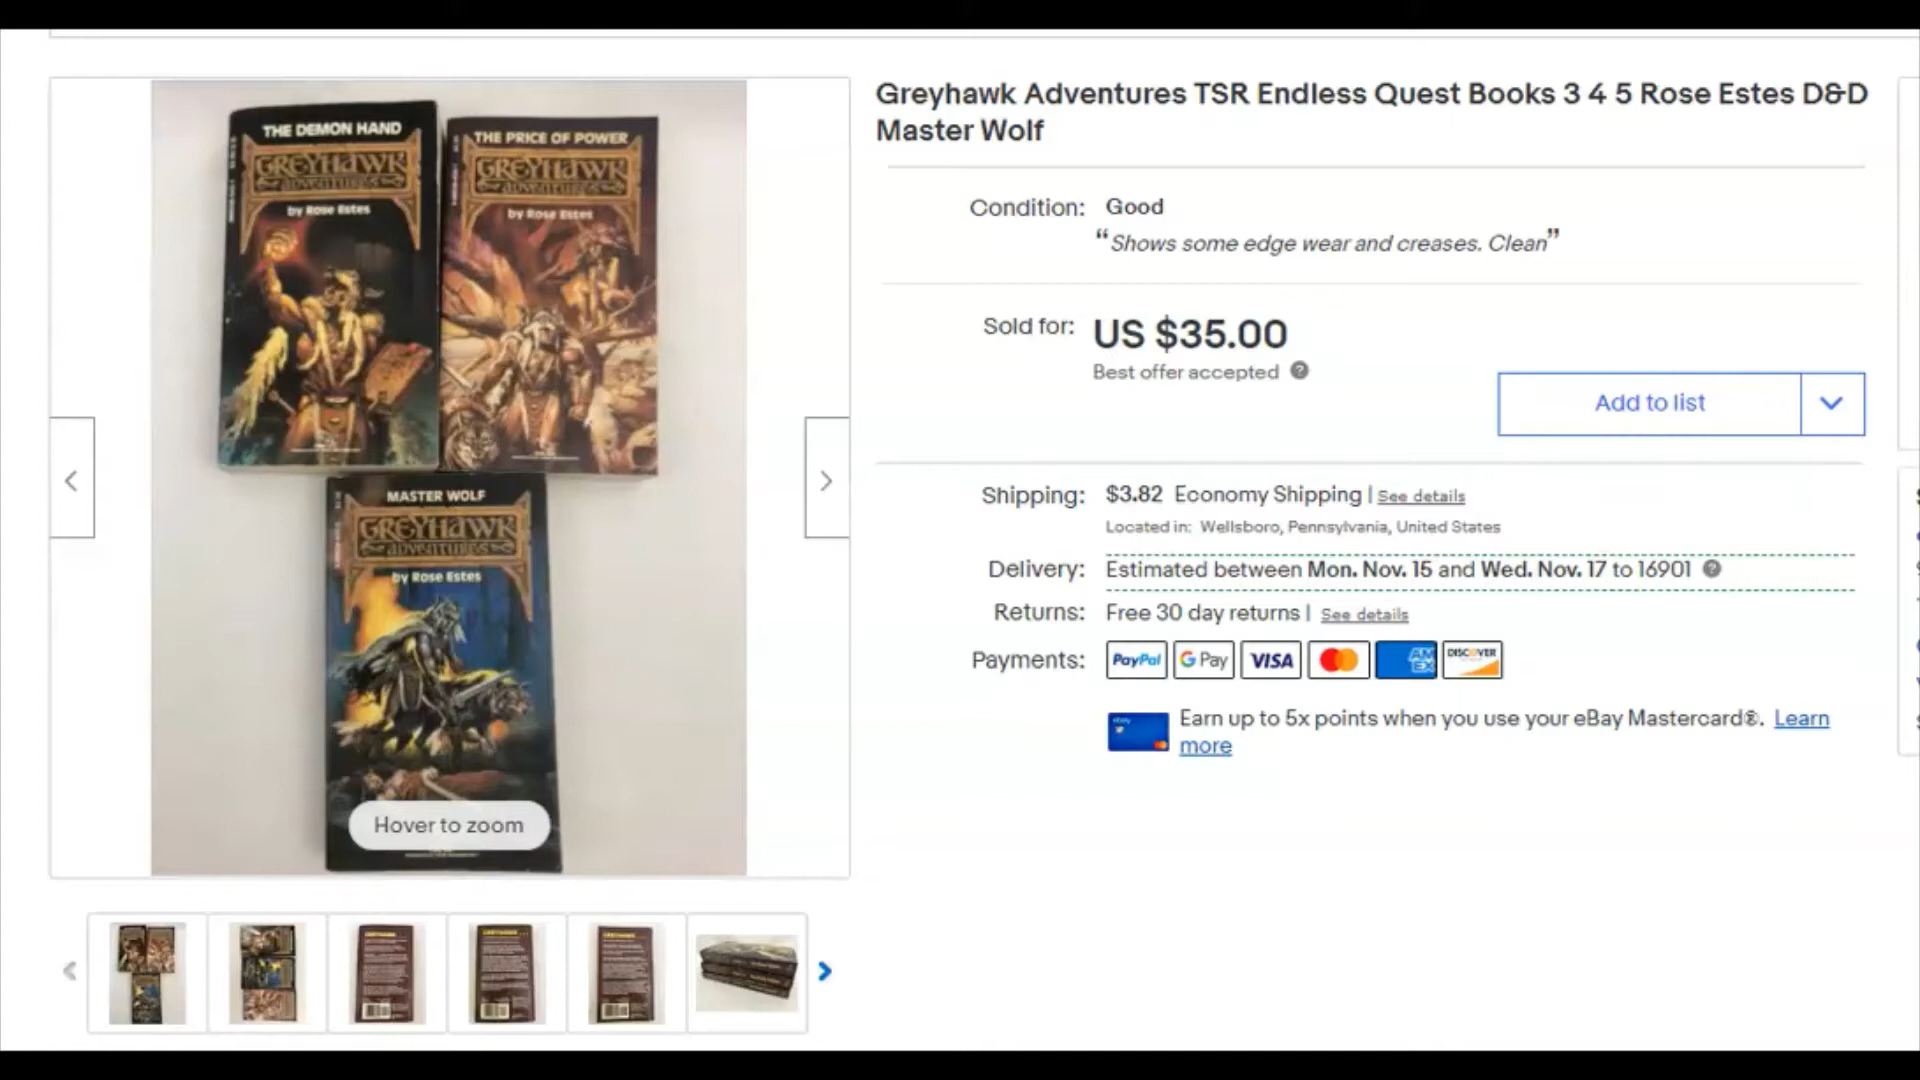 Greyhawk Adventures TSR Endless Quest Books 3 4 5 Rose Estes D&D
Master Wolf
THE DEMON HAND
GREYHAWK
ADVENTURES
by Rose Estes
THE PRICE OF POWER
GREYHAWK
ADVENTURES
by Rose Estes
MASTER WOLF
GREYHAWK
ADVENTURES
by Rose Estes
Hover to zoom
Condition: Good
“Shows some edge wear and creases. Clean”
Sold for: US $35.00
Best offer accepted
Add to list
Shipping: $3.82 Economy Shipping | See details
Located in: Wellsboro, Pennsylvania, United States
Delivery: Estimated between Mon. Nov. 15 and Wed. Nov. 17 to 16901
Returns: Free 30 day returns | See details
Payments: PayPal G Pay VISA AM EX DISCOVER
Earn up to 5x points when you use your eBay Mastercard®. Learn
more